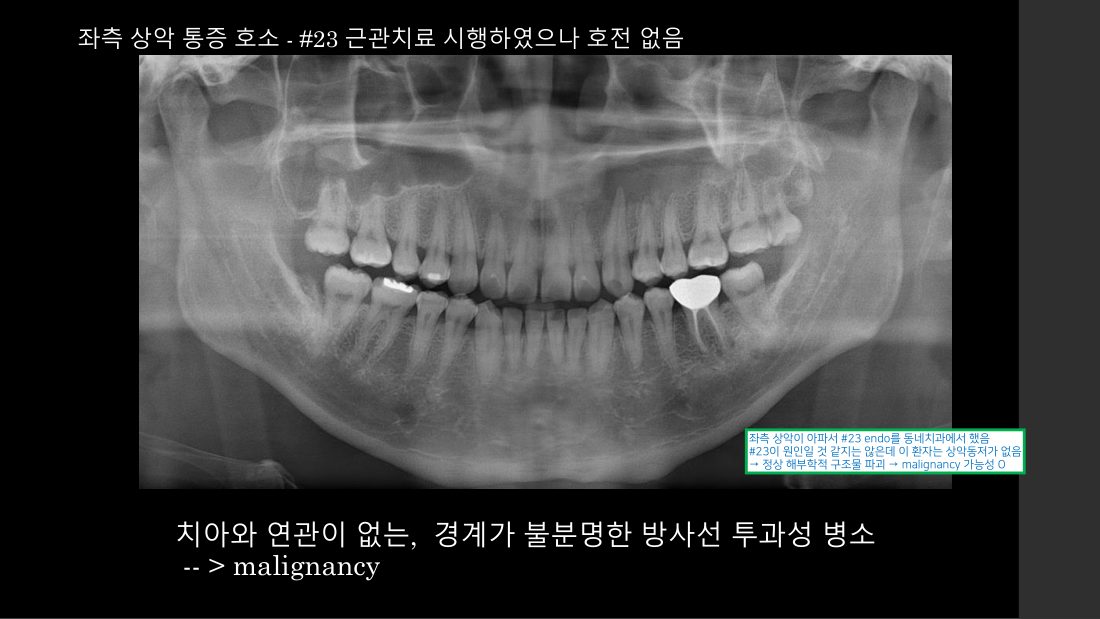 좌측 상악 통증 호소 - #23 근관치료 시행하였으나 호전 없음
좌측 상악이 아파서 #23 endo를 동네치과에서 했음
#23이 원인일 것 같지는 않은데 이 환자는 상악동저가 없음
→ 정상 해부학적 구조물 파괴 → malignancy 가능성 O
치아와 연관이 없는, 경계가 불분명한 방사선 투과성 병소
-- > malignancy